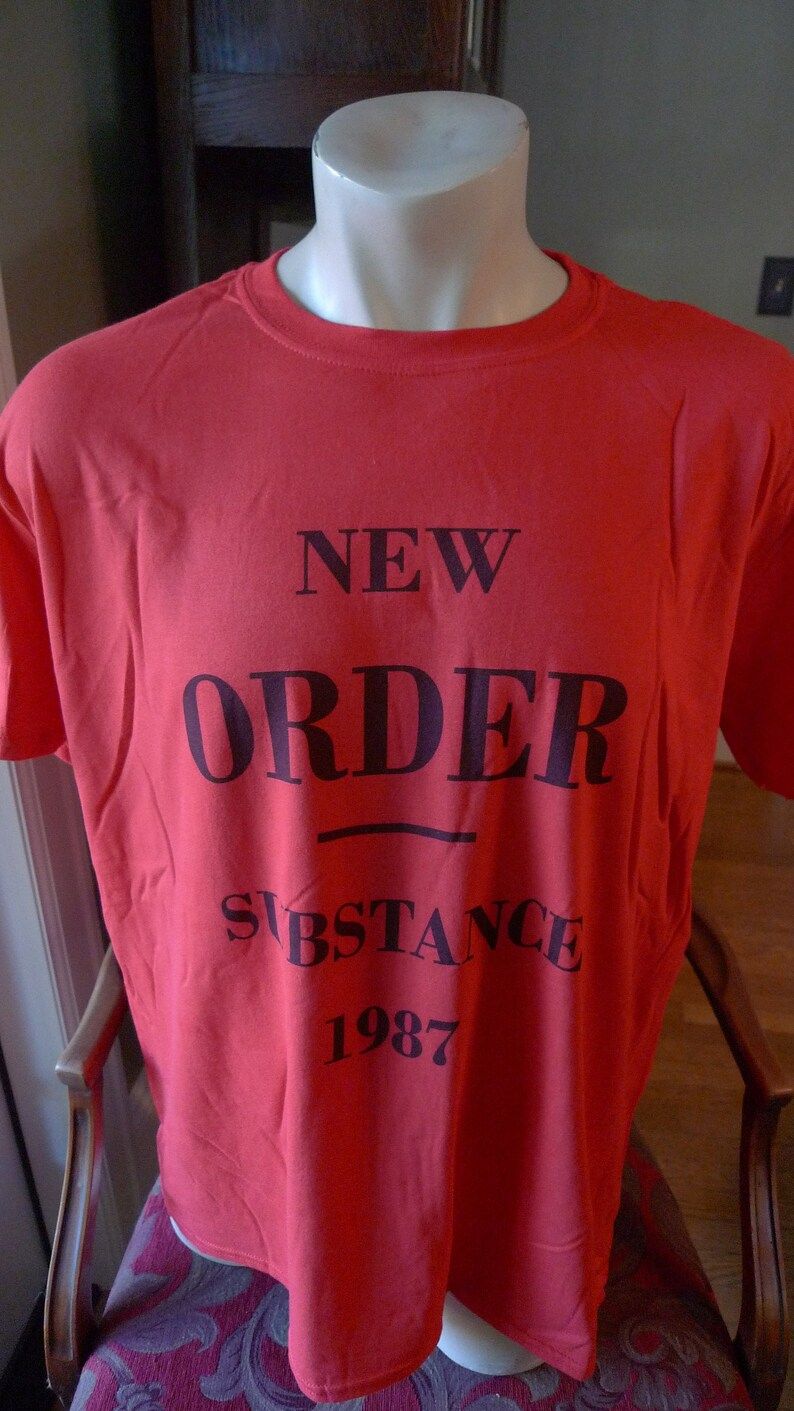 NEW
ORDER
SUBSTANCE
1987